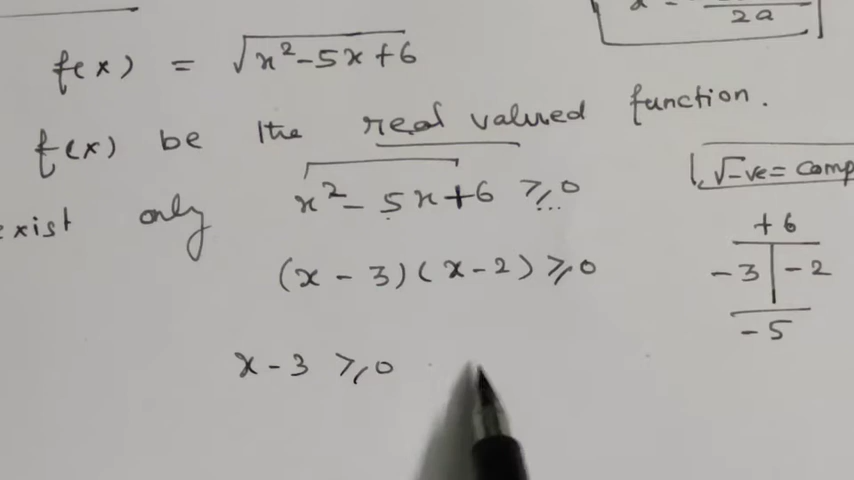 2a
f(x) = √x²-5x+6
f(x) be the real valued function.
exist only x²-5x+6 ⩾ 0
√-ve = comp
(x-3)(x-2) ⩾ 0
+6
-3 | -2
-5
x-3 ⩾ 0